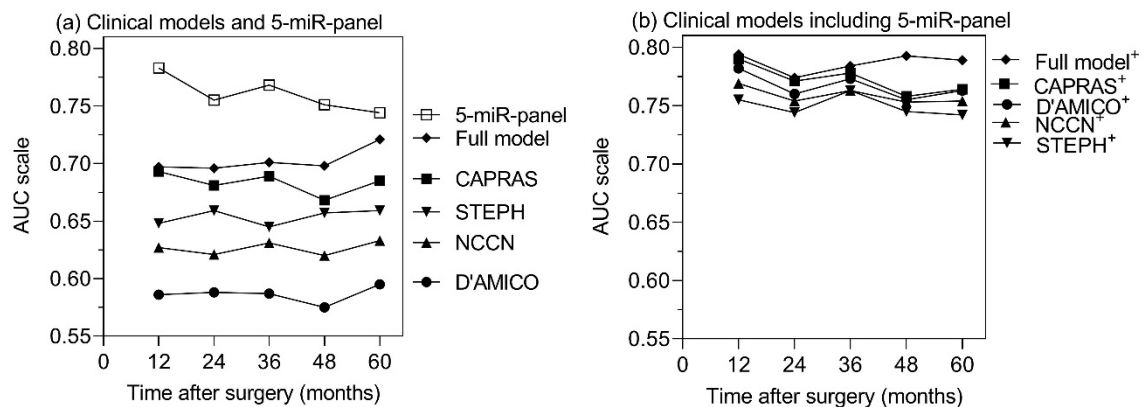 (a) Clinical models and 5-miR-panel
0.80
0.75
0.70
0.65
0.60
0.55
AUC scale
0 12 24 36 48 60
Time after surgery (months)
5-miR-panel
Full model
CAPRAS
STEPH
NCCN
D'AMICO
(b) Clinical models including 5-miR-panel
0.80
0.75
0.70
0.65
0.60
0.55
AUC scale
0 12 24 36 48 60
Time after surgery (months)
Full model⁺
CAPRAS⁺
D'AMICO⁺
NCCN⁺
STEPH⁺